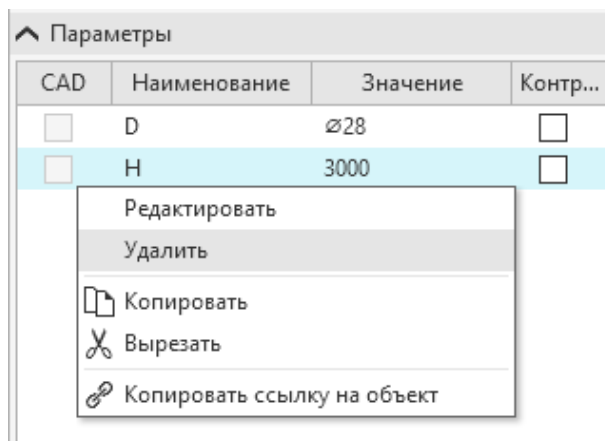 Параметры
CAD Наименование Значение Контр...
D ⌀28
H 3000
Редактировать
Удалить
Копировать
Вырезать
Копировать ссылку на объект